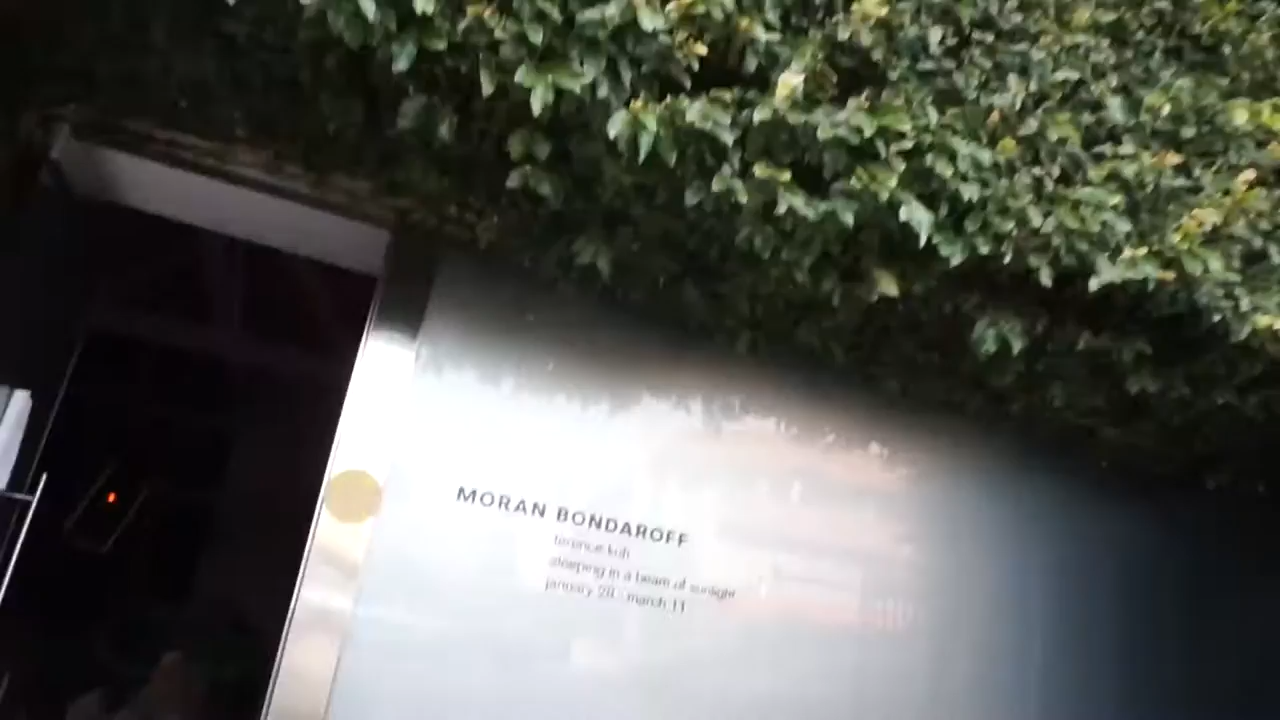 MORAN BONDAROFF
terence koh
sleeping in a beam of sunlight
january 28 - march 11